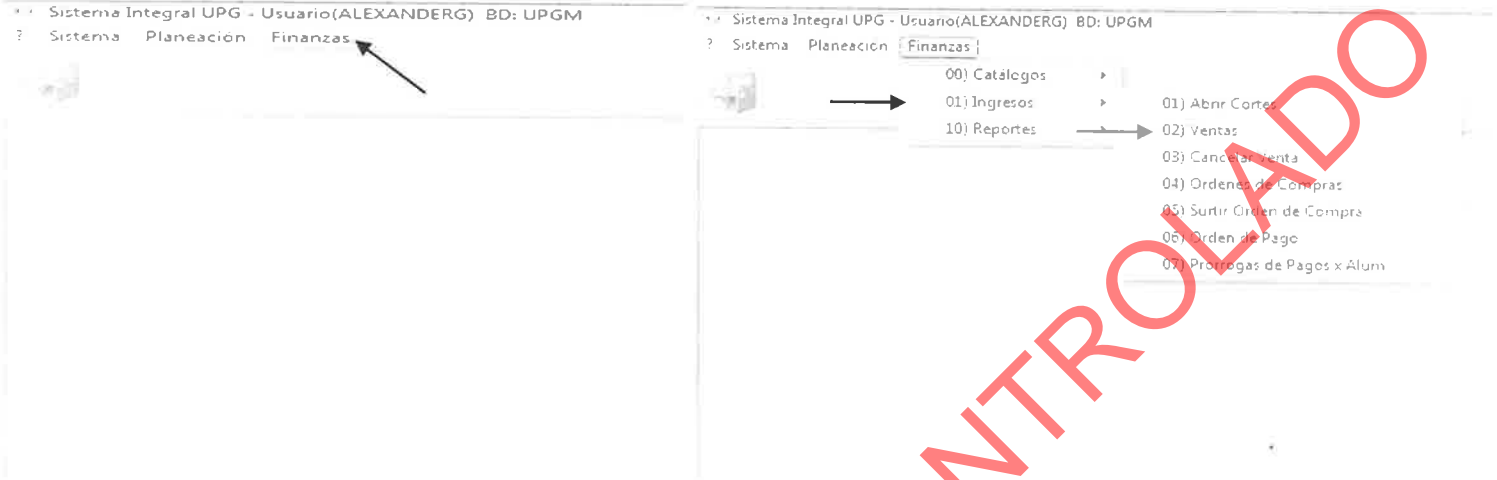 Sistema Integral UPG - Usuario(ALEXANDERG) BD: UPGM
? Sistema Planeación Finanzas
Sistema Integral UPG - Usuario(ALEXANDERG) BD: UPGM
? Sistema Planeación Finanzas
00) Catálogos
01) Ingresos
10) Reportes
01) Abrir Cortes
02) Ventas
03) Cancelar Venta
04) Ordenes de Compras
05) Surtir Orden de Compra
06) Orden de Pago
07) Prorrogas de Pagos x Alum
NTROLADO